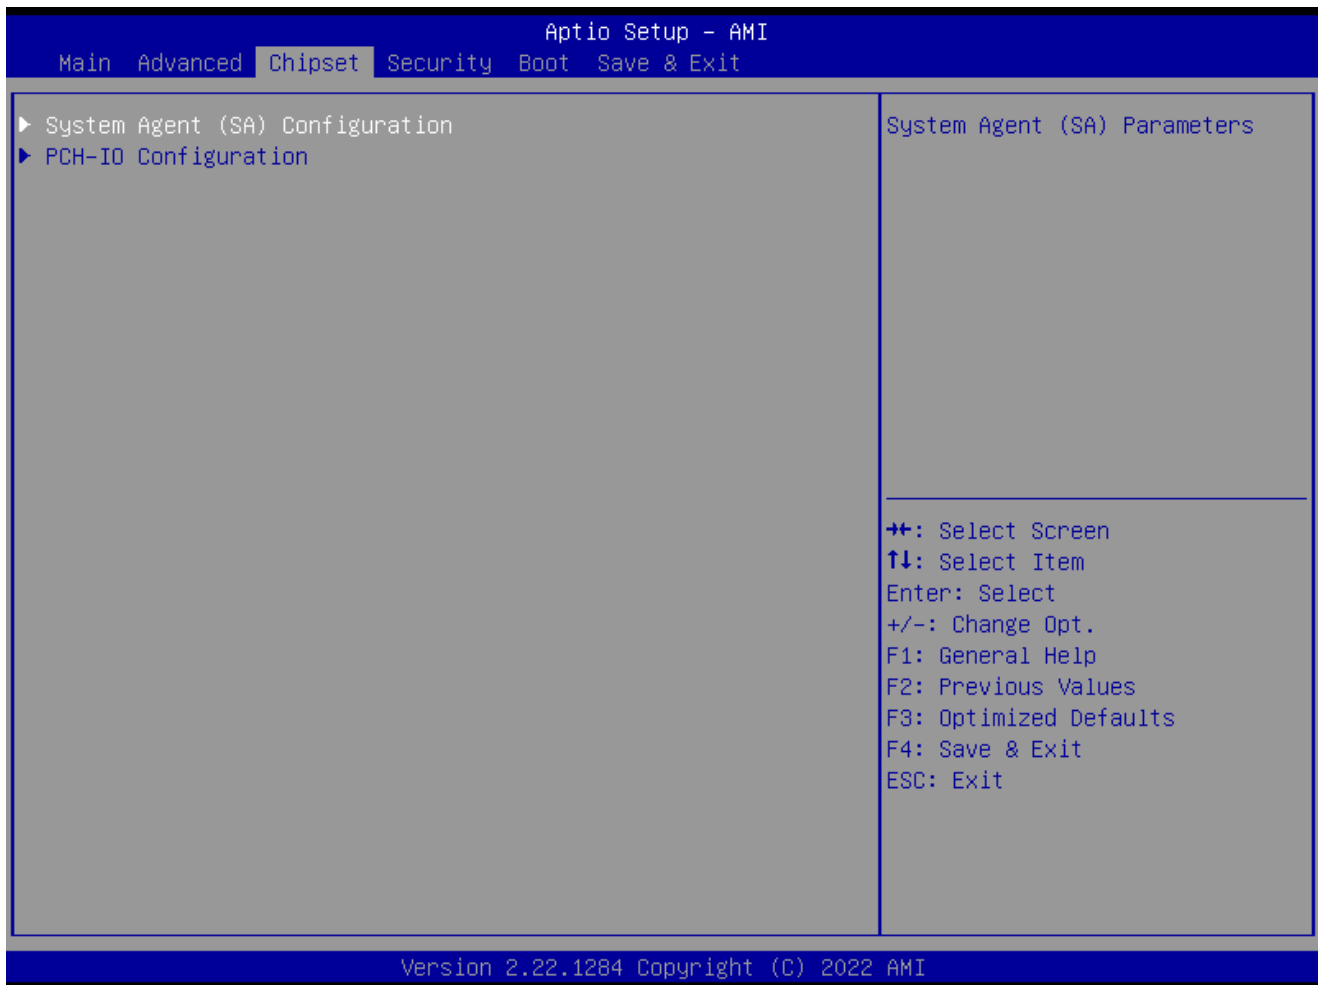 Aptio Setup – AMI
Main Advanced Chipset Security Boot Save & Exit
▶ System Agent (SA) Configuration
▶ PCH-IO Configuration
System Agent (SA) Parameters
→←: Select Screen
↑↓: Select Item
Enter: Select
+/-: Change Opt.
F1: General Help
F2: Previous Values
F3: Optimized Defaults
F4: Save & Exit
ESC: Exit
Version 2.22.1284 Copyright (C) 2022 AMI